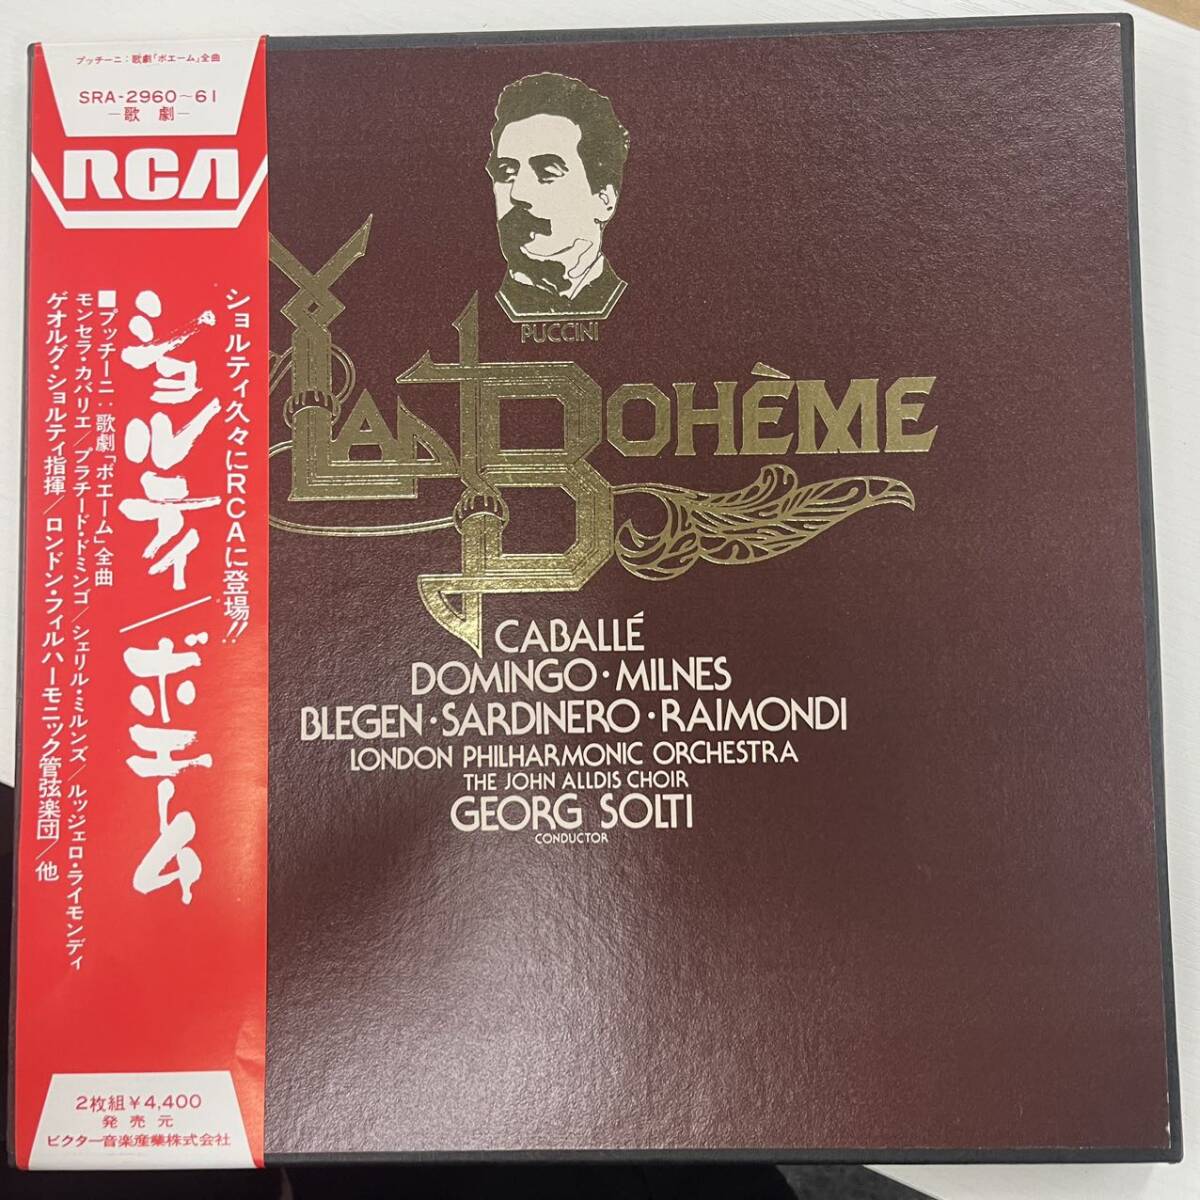 プッチーニ：歌劇「ボエーム」全曲
SRA-2960～61
―歌劇―
RCA
ショルティ久々にRCAに登場!!
ショルティ/ボエーム
■プッチーニ：歌劇「ボエーム」全曲
モンセラ・カバリエ/プラチード・ドミンゴ/シェリル・ミルンズ/ルッジェロ・ライモンディ
ゲオルグ・ショルティ指揮/ロンドン・フィルハーモニック管弦楽団/他
2枚組￥4,400
発売元
ビクター音楽産業株式会社
PUCCINI
LA BOHÈME
CABALLÉ
DOMINGO・MILNES
BLEGEN・SARDINERO・RAIMONDI
LONDON PHILHARMONIC ORCHESTRA
THE JOHN ALLDIS CHOIR
GEORG SOLTI
CONDUCTOR